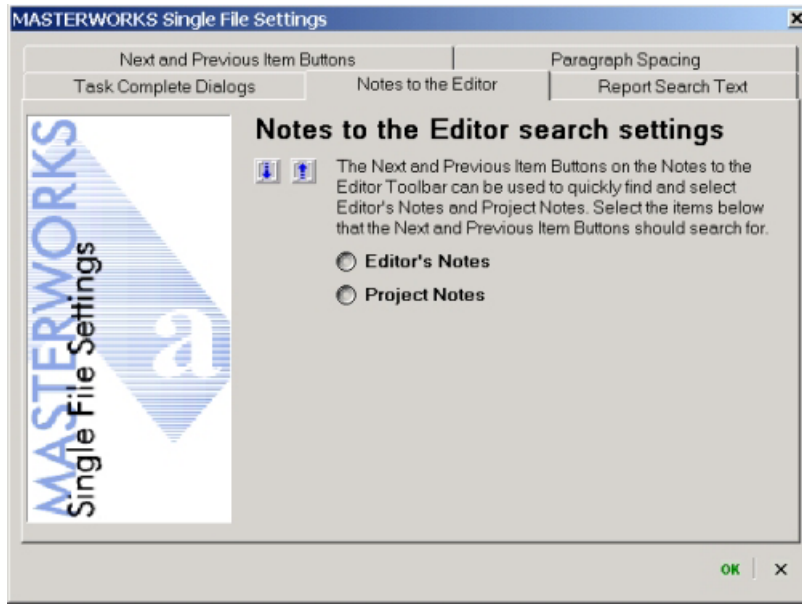 MASTERWORKS Single File Settings
Next and Previous Item Buttons
Paragraph Spacing
Task Complete Dialogs
Notes to the Editor
Report Search Text
MASTERWORKS
Single File Settings
a
Notes to the Editor search settings
The Next and Previous Item Buttons on the Notes to the
Editor Toolbar can be used to quickly find and select
Editor's Notes and Project Notes. Select the items below
that the Next and Previous Item Buttons should search for.
Editor's Notes
Project Notes
OK